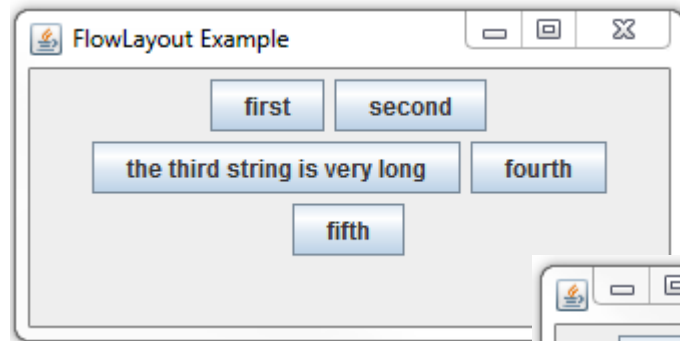 FlowLayout Example
first second
the third string is very long fourth
fifth